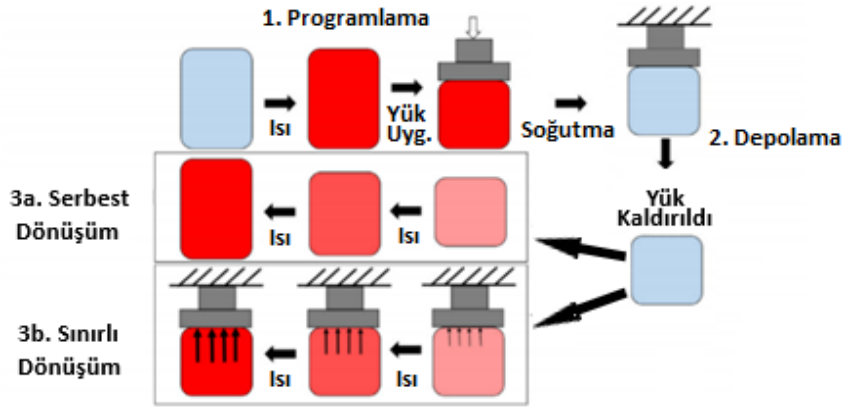 1. Programlama
Isı
Yük
Uyg.
Soğutma
2. Depolama
Yük
Kaldırıldı
3a. Serbest
Dönüşüm
Isı
Isı
3b. Sınırlı
Dönüşüm
Isı
Isı